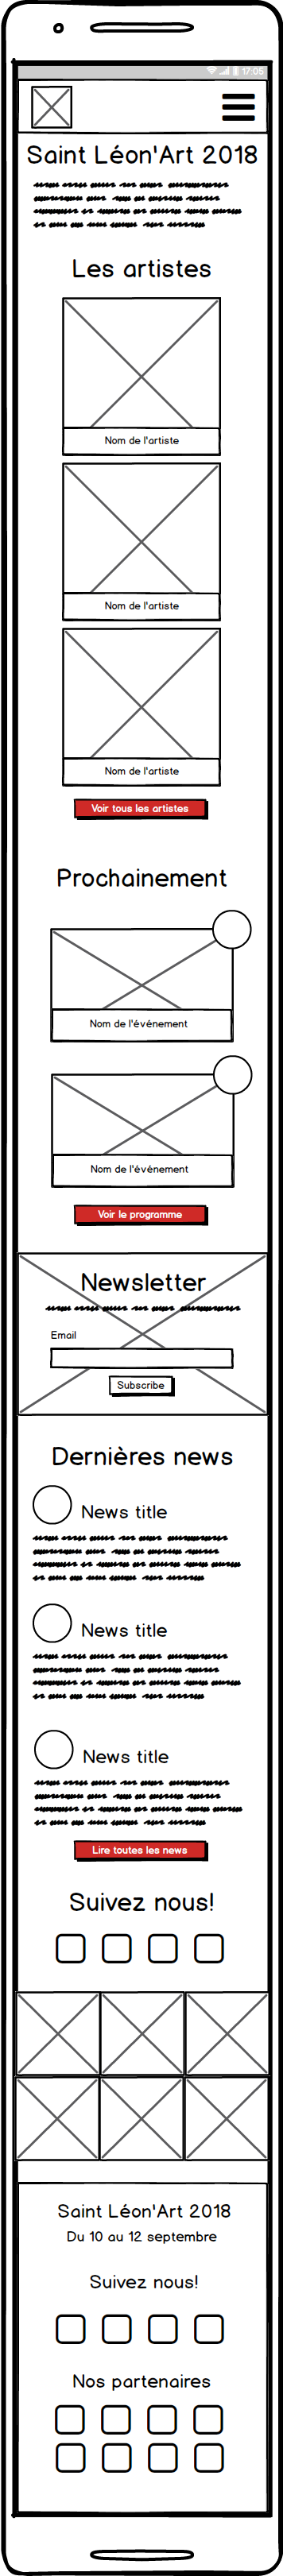 17:05
Saint Léon'Art 2018
Les artistes
Nom de l'artiste
Nom de l'artiste
Nom de l'artiste
Voir tous les artistes
Prochainement
Nom de l'événement
Nom de l'événement
Voir le programme
Newsletter
Email
Subscribe
Dernières news
News title
News title
News title
Lire toutes les news
Suivez nous!
Saint Léon'Art 2018
Du 10 au 12 septembre
Suivez nous!
Nos partenaires